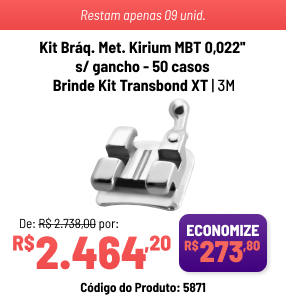 Restam apenas 09 unid.
Kit Bráq. Met. Kirium MBT 0,022"
s/ gancho - 50 casos
Brinde Kit Transbond XT | 3M
De: R$ 2.738,00 por:
R$2.464,20
ECONOMIZE
R$273,80
Código do Produto: 5871